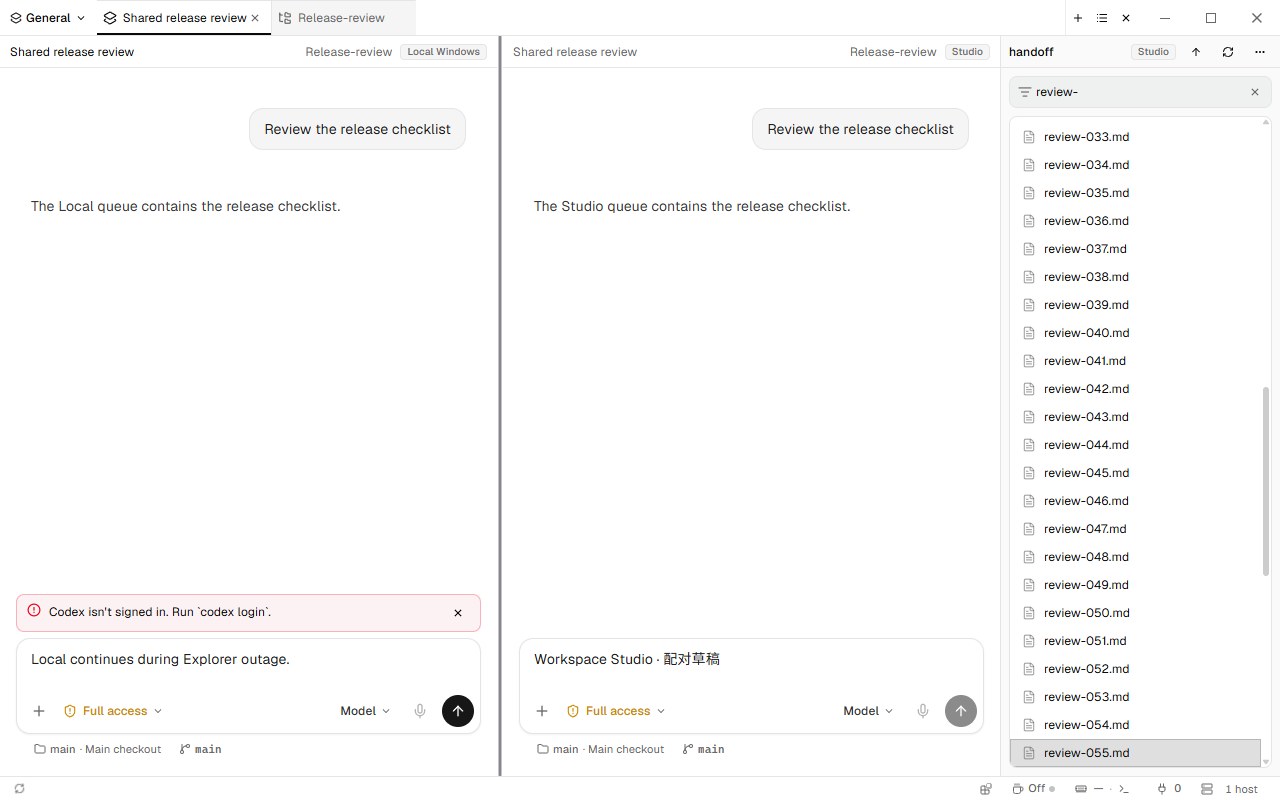 General
Shared release review
Release-review
Shared release review
Release-review
Local Windows
Review the release checklist
The Local queue contains the release checklist.
Codex isn't signed in. Run `codex login`.
Local continues during Explorer outage.
Full access
Model
main · Main checkout
main
Shared release review
Release-review
Studio
Review the release checklist
The Studio queue contains the release checklist.
Workspace Studio · 配对草稿
Full access
Model
main · Main checkout
main
handoff
Studio
review-
review-033.md
review-034.md
review-035.md
review-036.md
review-037.md
review-038.md
review-039.md
review-040.md
review-041.md
review-042.md
review-043.md
review-044.md
review-045.md
review-046.md
review-047.md
review-048.md
review-049.md
review-050.md
review-051.md
review-052.md
review-053.md
review-054.md
review-055.md
Off
— ·
0
1 host